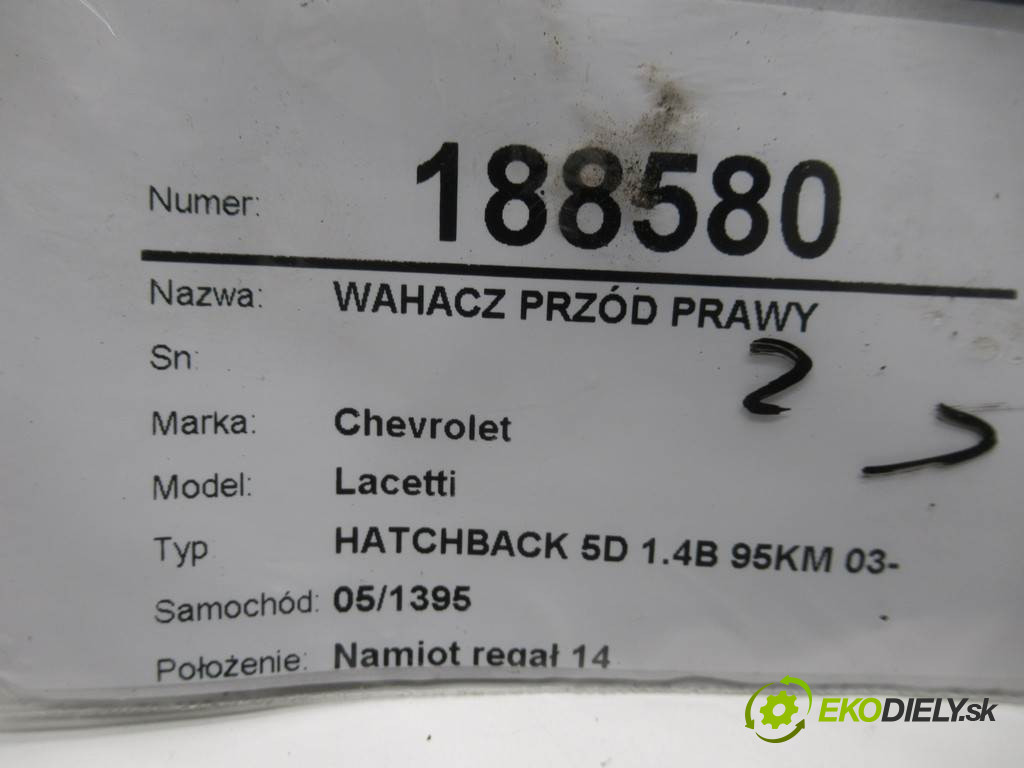 Numer: 188580
Nazwa: WAHACZ PRZÓD PRAWY
Sn:
2
Marka: Chevrolet
Model: Lacetti
Typ HATCHBACK 5D 1.4B 95KM 03-
Samochód: 05/1395
Położenie: Namiot regał 14
EKODIELY.sk